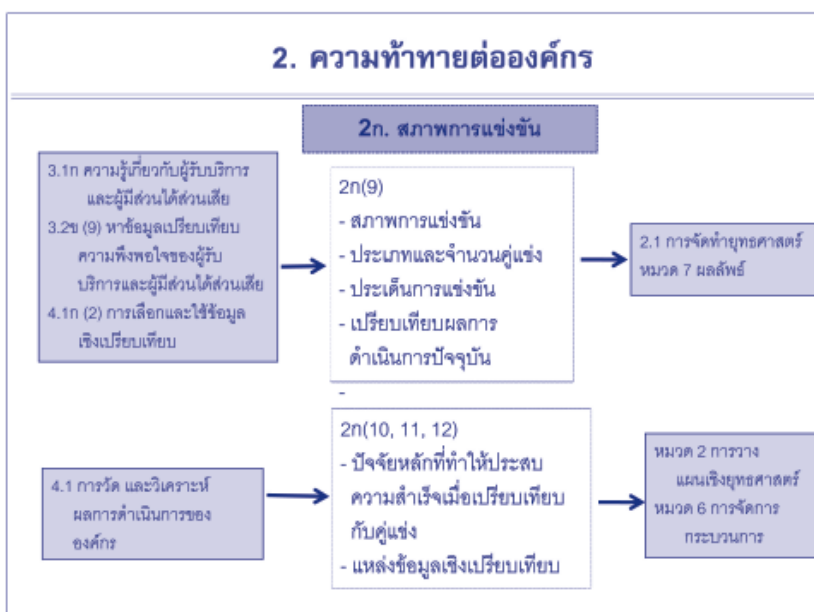 2. ความท้าทายต่อองค์กร
2ก. สภาพการแข่งขัน
3.1ก ความรู้เกี่ยวกับผู้รับบริการ
และผู้มีส่วนได้ส่วนเสีย
3.2ข (9) หาข้อมูลเปรียบเทียบ
ความพึงพอใจของผู้รับ
บริการและผู้มีส่วนได้ส่วนเสีย
4.1ก (2) การเลือกและใช้ข้อมูล
เชิงเปรียบเทียบ
2ก(9)
- สภาพการแข่งขัน
- ประเภทและจำนวนคู่แข่ง
- ประเด็นการแข่งขัน
- เปรียบเทียบผลการ
ดำเนินการปัจจุบัน
-
2.1 การจัดทำยุทธศาสตร์
หมวด 7 ผลลัพธ์
4.1 การวัด และวิเคราะห์
ผลการดำเนินการของ
องค์กร
2ก(10, 11, 12)
- ปัจจัยหลักที่ทำให้ประสบ
ความสำเร็จเมื่อเปรียบเทียบ
กับคู่แข่ง
- แหล่งข้อมูลเชิงเปรียบเทียบ
หมวด 2 การวาง
แผนเชิงยุทธศาสตร์
หมวด 6 การจัดการ
กระบวนการ